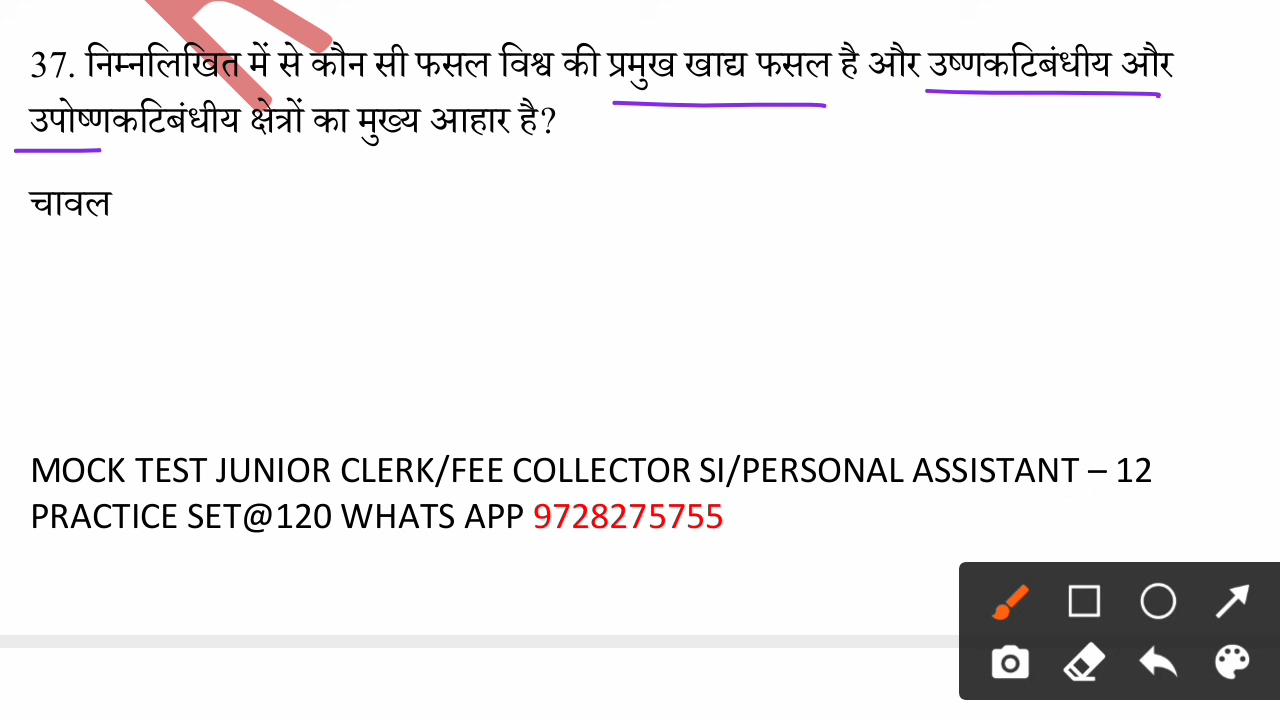 37. निम्नलिखित में से कौन सी फसल विश्व की प्रमुख खाद्य फसल है और उष्णकटिबंधीय और
उपोष्णकटिबंधीय क्षेत्रों का मुख्य आहार है?
चावल
MOCK TEST JUNIOR CLERK/FEE COLLECTOR SI/PERSONAL ASSISTANT – 12
PRACTICE SET@120 WHATS APP 9728275755